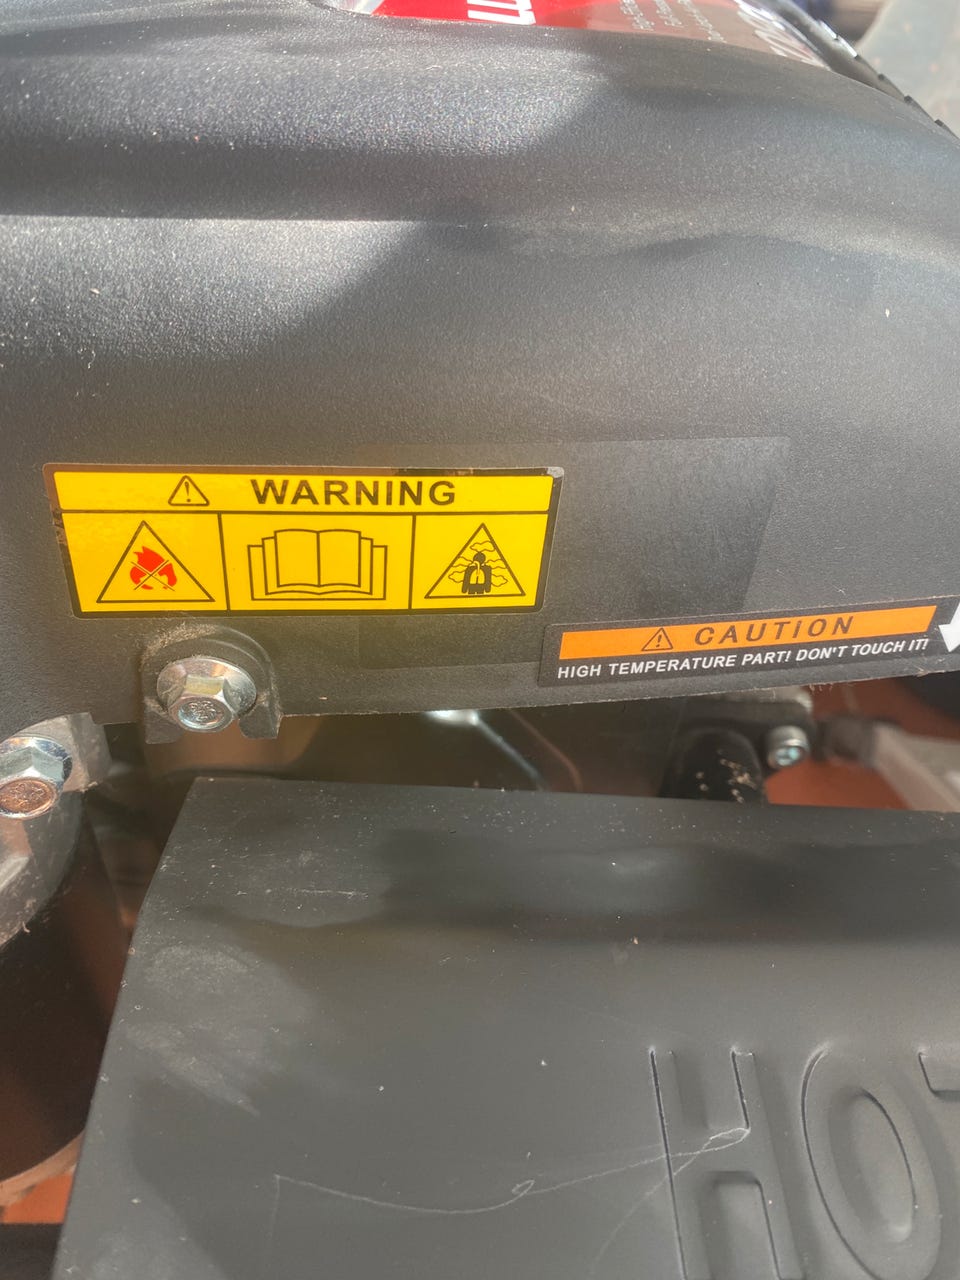 WARNING
CAUTION
HIGH TEMPERATURE PART! DON'T TOUCH IT!
HOT